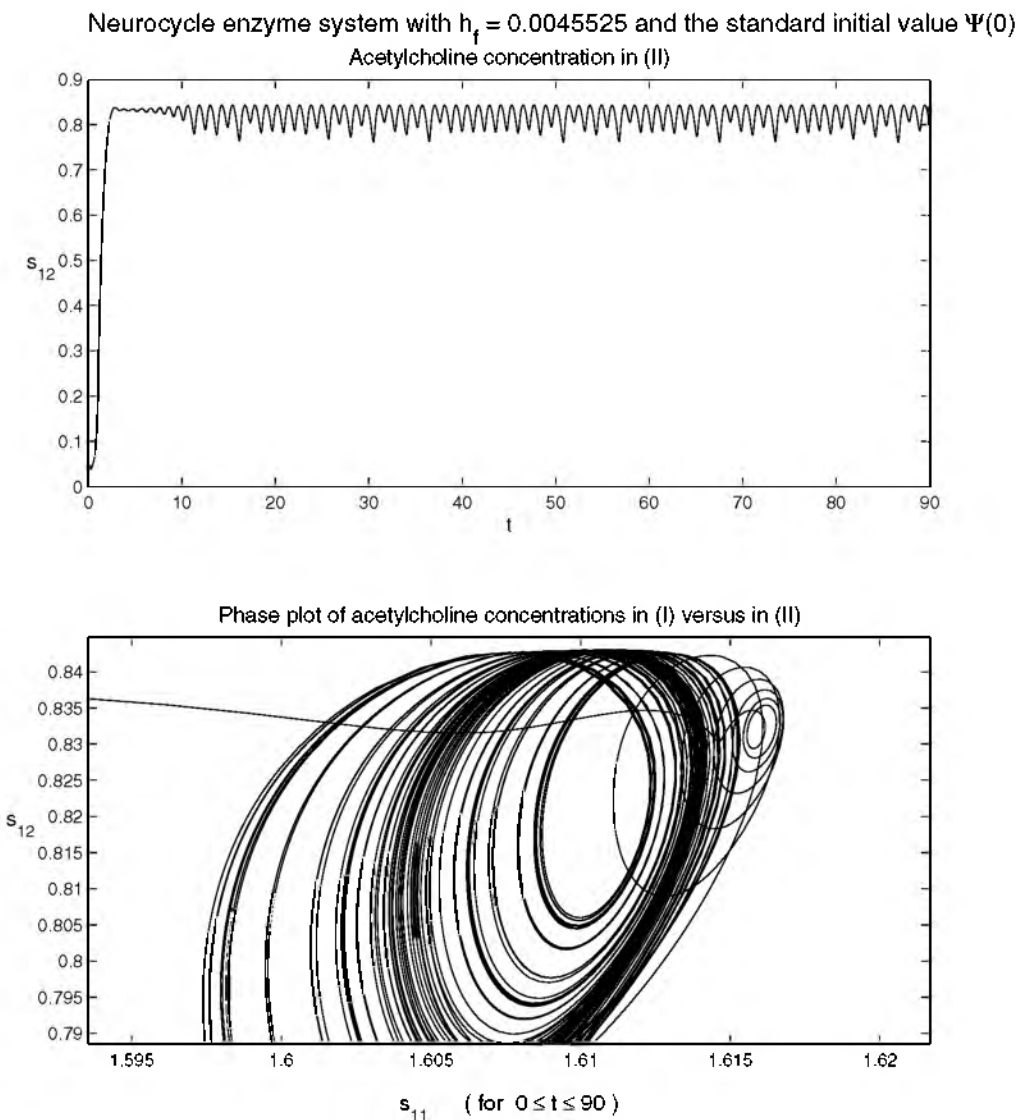 Neurocycle enzyme system with h_f = 0.0045525 and the standard initial value Ψ(0)
Acetylcholine concentration in (II)
0.9
0.8
0.7
0.6
s_12 0.5
0.4
0.3
0.2
0.1
0
0 10 20 30 40 50 60 70 80 90
t
Phase plot of acetylcholine concentrations in (I) versus in (II)
0.84
0.835
0.83
0.825
s_12 0.82
0.815
0.81
0.805
0.8
0.795
0.79
1.595 1.6 1.605 1.61 1.615 1.62
s_11 ( for 0 ≤ t ≤ 90 )